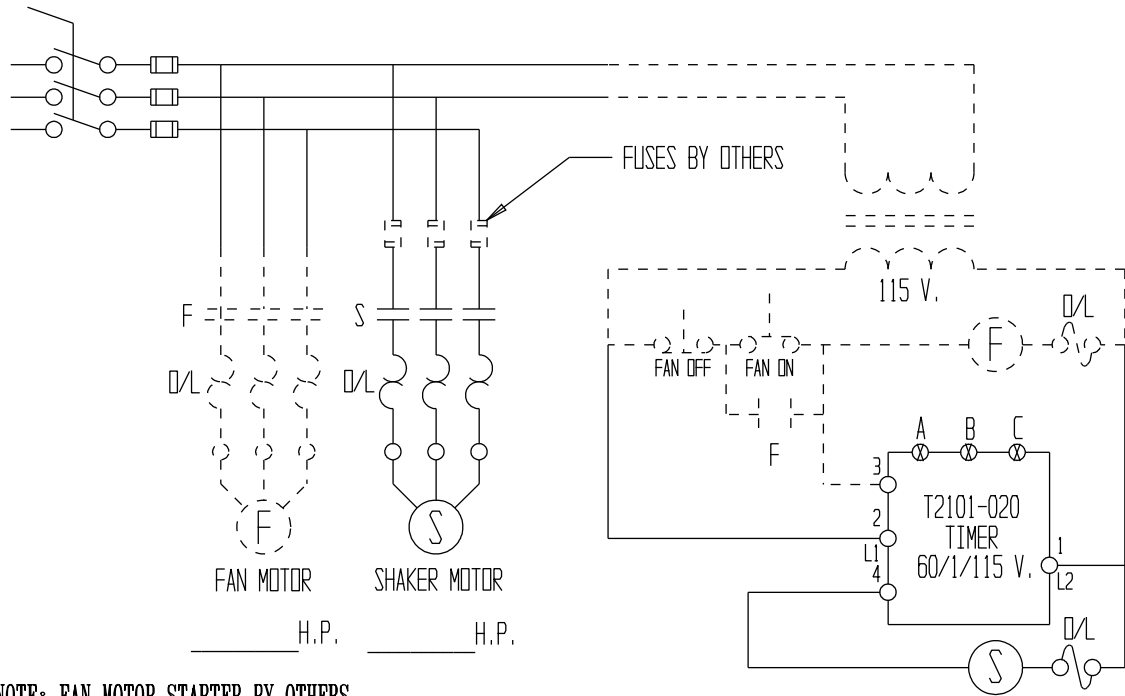 FUSES BY OTHERS
115 V.
F
S
O/L
O/L
O/L
F
FAN OFF
FAN ON
F
A B C
3
2
L1
4
T2101-020
TIMER
60/1/115 V.
1
L2
O/L
S
F
S
FAN MOTOR
SHAKER MOTOR
H.P.
H.P.
NOTE: FAN MOTOR STARTER BY OTHERS